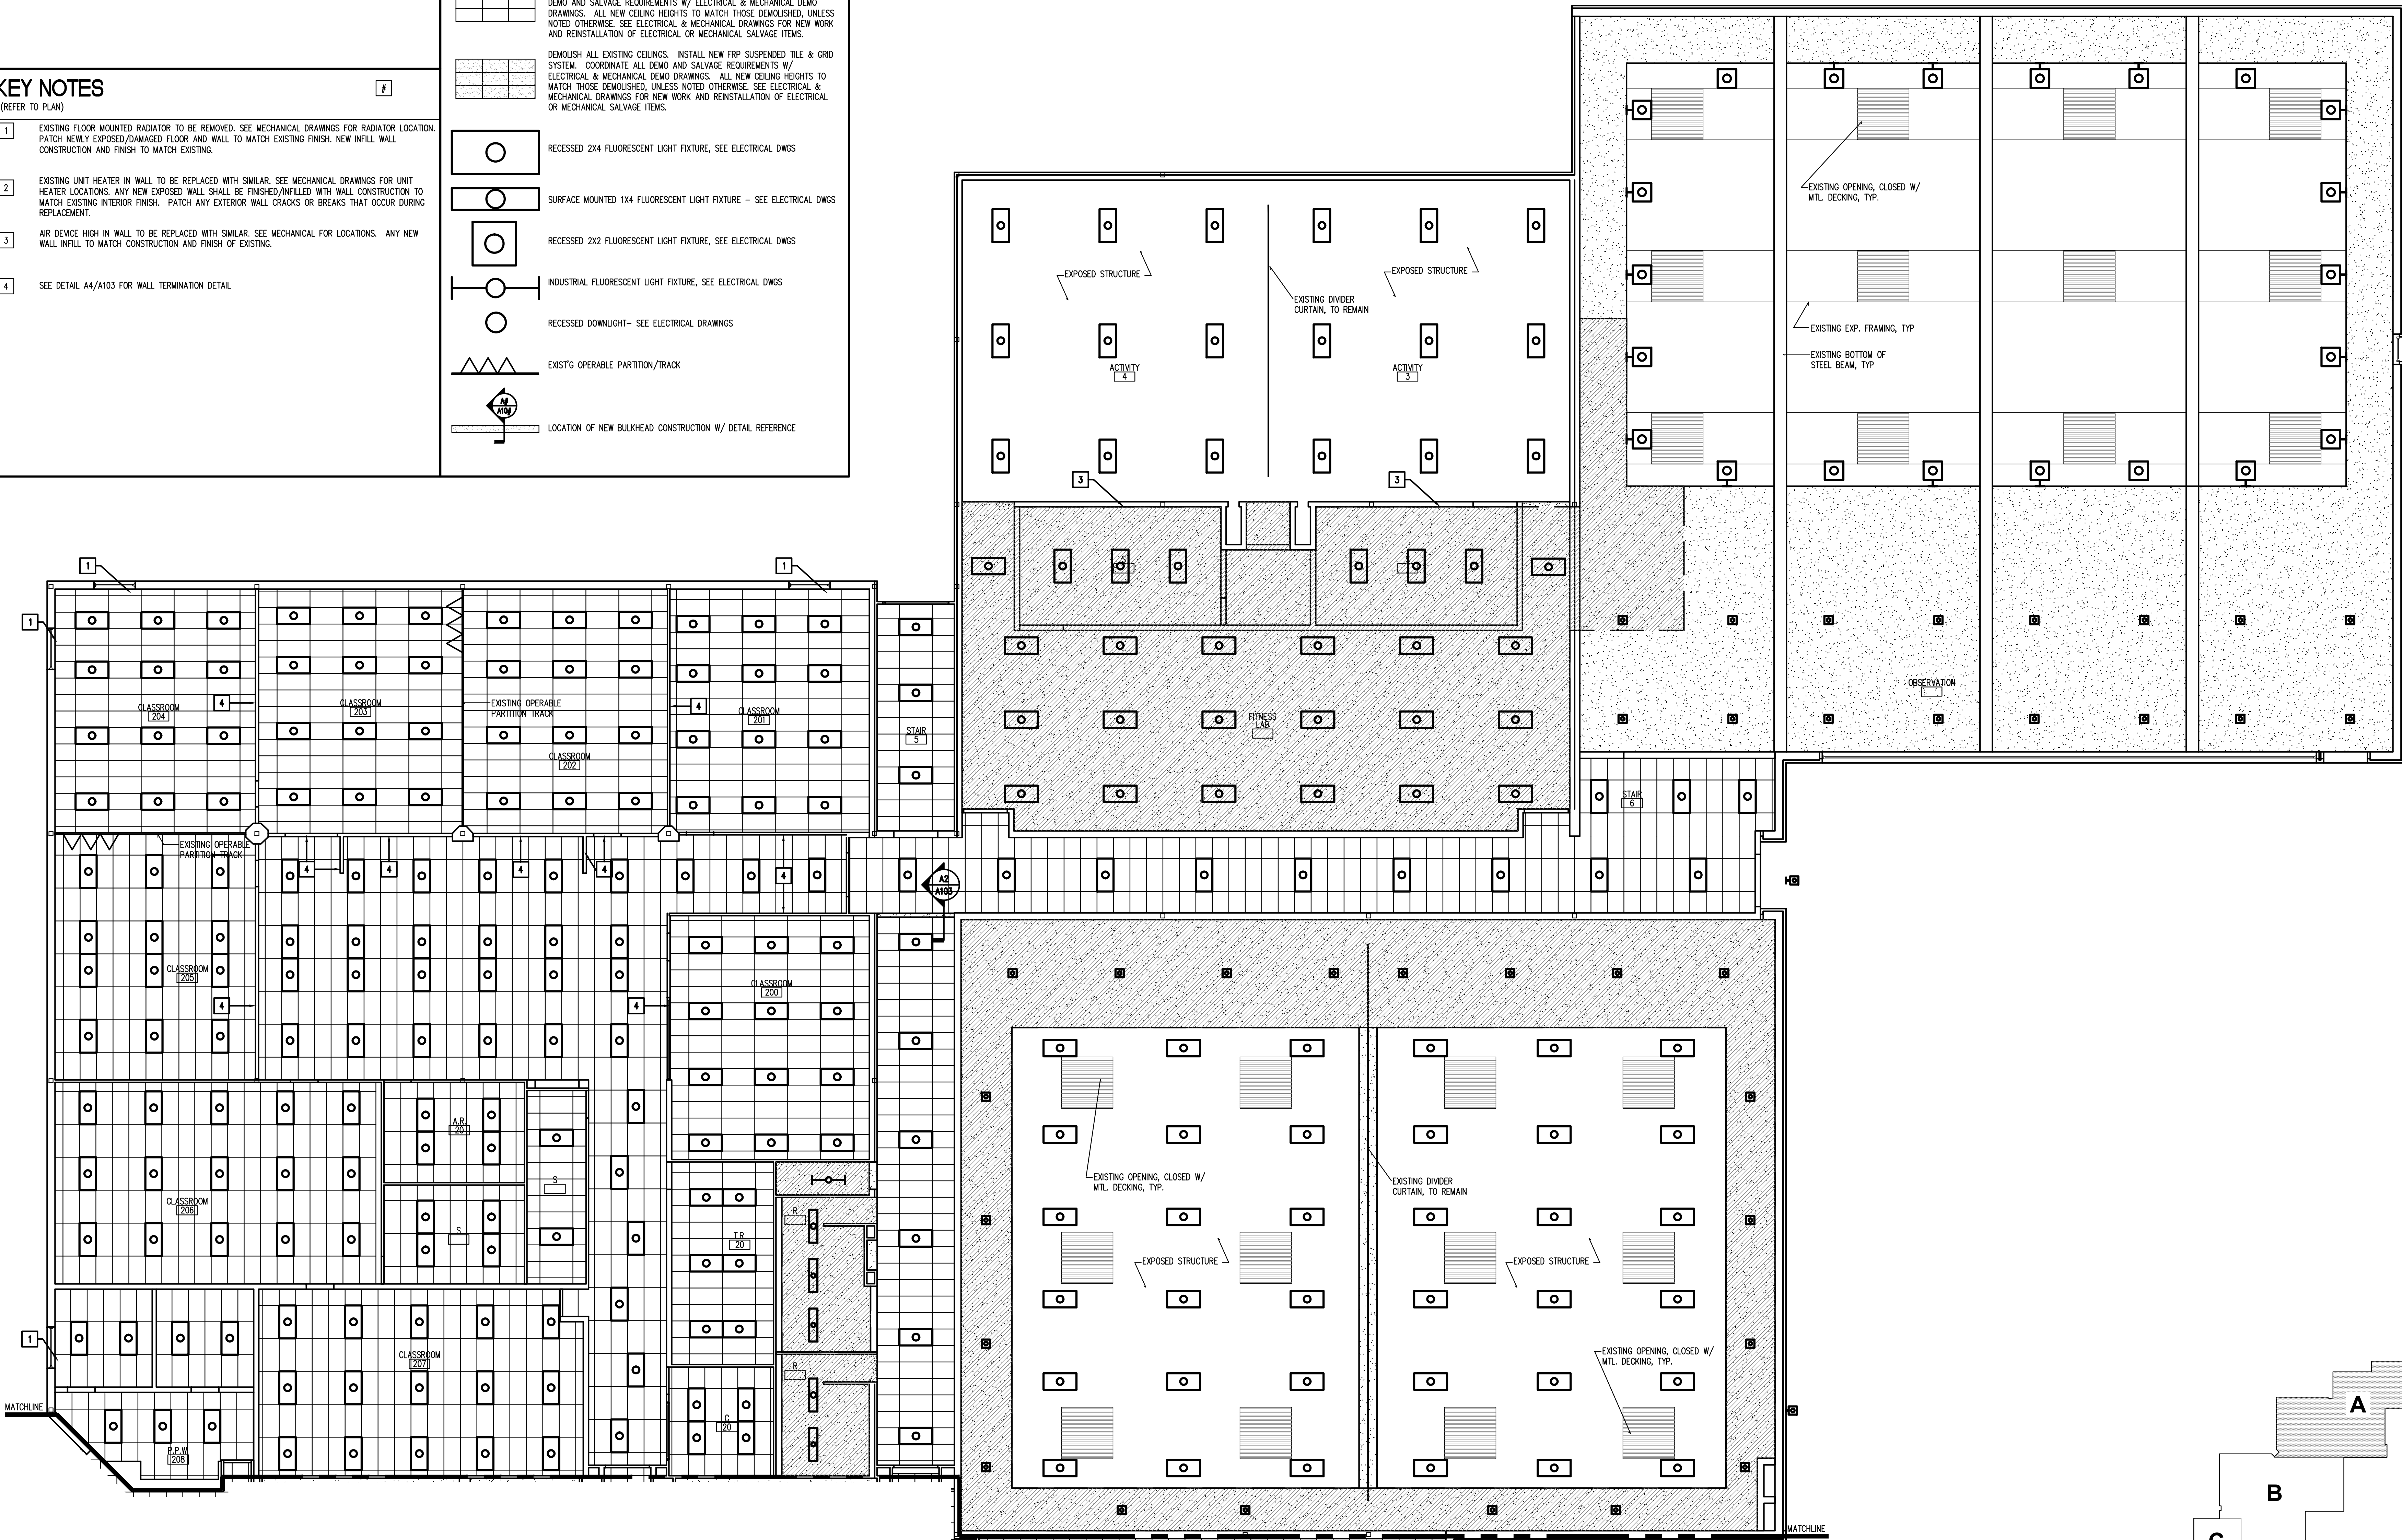 KEY NOTES
(REFER TO PLAN)
#
1
EXISTING FLOOR MOUNTED RADIATOR TO BE REMOVED. SEE MECHANICAL DRAWINGS FOR RADIATOR LOCATION.
PATCH NEWLY EXPOSED/DAMAGED FLOOR AND WALL TO MATCH EXISTING FINISH. NEW INFILL WALL
CONSTRUCTION AND FINISH TO MATCH EXISTING.
2
EXISTING UNIT HEATER IN WALL TO BE REPLACED WITH SIMILAR. SEE MECHANICAL DRAWINGS FOR UNIT
HEATER LOCATIONS. ANY NEW EXPOSED WALL SHALL BE FINISHED/INFILLED WITH WALL CONSTRUCTION TO
MATCH EXISTING INTERIOR FINISH. PATCH ANY EXTERIOR WALL CRACKS OR BREAKS THAT OCCUR DURING
REPLACEMENT.
3
AIR DEVICE HIGH IN WALL TO BE REPLACED WITH SIMILAR. SEE MECHANICAL FOR LOCATIONS. ANY NEW
WALL INFILL TO MATCH CONSTRUCTION AND FINISH OF EXISTING.
4
SEE DETAIL A4/A103 FOR WALL TERMINATION DETAIL
DEMO AND SALVAGE REQUIREMENTS W/ ELECTRICAL & MECHANICAL DEMO
DRAWINGS. ALL NEW CEILING HEIGHTS TO MATCH THOSE DEMOLISHED, UNLESS
NOTED OTHERWISE. SEE ELECTRICAL & MECHANICAL DRAWINGS FOR NEW WORK
AND REINSTALLATION OF ELECTRICAL OR MECHANICAL SALVAGE ITEMS.
DEMOLISH ALL EXISTING CEILINGS. INSTALL NEW FRP SUSPENDED TILE & GRID
SYSTEM. COORDINATE ALL DEMO AND SALVAGE REQUIREMENTS W/
ELECTRICAL & MECHANICAL DEMO DRAWINGS. ALL NEW CEILING HEIGHTS TO
MATCH THOSE DEMOLISHED, UNLESS NOTED OTHERWISE. SEE ELECTRICAL &
MECHANICAL DRAWINGS FOR NEW WORK AND REINSTALLATION OF ELECTRICAL
OR MECHANICAL SALVAGE ITEMS.
RECESSED 2X4 FLUORESCENT LIGHT FIXTURE, SEE ELECTRICAL DWGS
SURFACE MOUNTED 1X4 FLUORESCENT LIGHT FIXTURE – SEE ELECTRICAL DWGS
RECESSED 2X2 FLUORESCENT LIGHT FIXTURE, SEE ELECTRICAL DWGS
INDUSTRIAL FLUORESCENT LIGHT FIXTURE, SEE ELECTRICAL DWGS
RECESSED DOWNLIGHT– SEE ELECTRICAL DRAWINGS
EXIST'G OPERABLE PARTITION/TRACK
LOCATION OF NEW BULKHEAD CONSTRUCTION W/ DETAIL REFERENCE
EXISTING OPENING, CLOSED W/
MTL. DECKING, TYP.
EXISTING EXP. FRAMING, TYP
EXISTING BOTTOM OF
STEEL BEAM, TYP
EXPOSED STRUCTURE
EXPOSED STRUCTURE
EXISTING DIVIDER
CURTAIN, TO REMAIN
ACTIVITY
4
ACTIVITY
3
3
3
S
OBSERVATION
FITNESS
LAB
STAIR
6
1
1
1
CLASSROOM
204
4
CLASSROOM
203
EXISTING OPERABLE
PARTITION TRACK
CLASSROOM
202
4
CLASSROOM
201
STAIR
5
EXISTING OPERABLE
PARTITION TRACK
4
4
4
4
4
A2
A103
CLASSROOM
205
4
4
CLASSROOM
200
CLASSROOM
206
A.R.
20
S
S
T.R
20
R
R
1
CLASSROOM
207
P.P.W.
208
20
MATCHLINE
EXISTING OPENING, CLOSED W/
MTL. DECKING, TYP.
EXISTING DIVIDER
CURTAIN, TO REMAIN
EXPOSED STRUCTURE
EXPOSED STRUCTURE
EXISTING OPENING, CLOSED W/
MTL. DECKING, TYP.
MATCHLINE
A
B
C